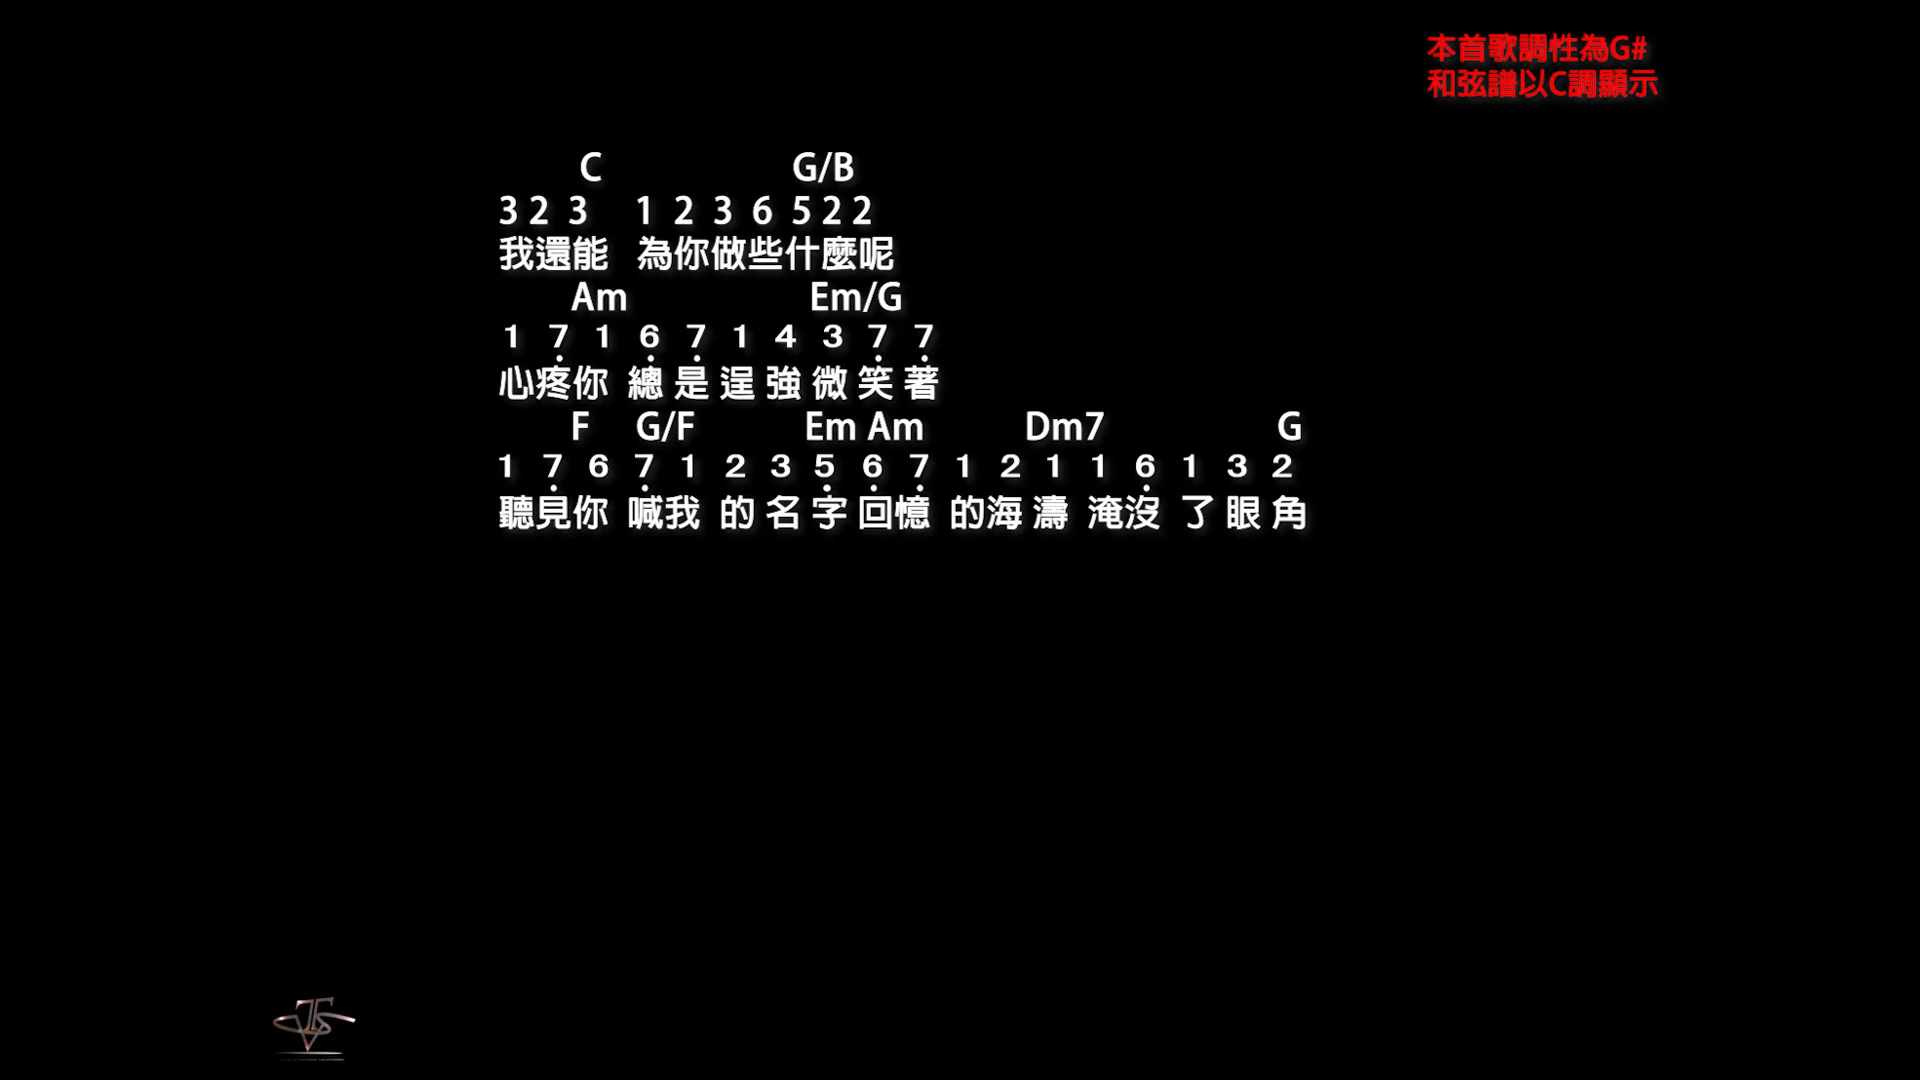 本首歌調性為G#
和弦譜以C調顯示
C G/B
3 2 3 1 2 3 6 5 2 2
我還能 為你做些什麼呢
Am Em/G
1 7̣ 1 6̣ 7̣ 1 4 3 7̣ 7̣
心疼你 總是逞強微笑著
F G/F Em Am Dm7 G
1 7̣ 6 7̣ 1 2 3 5̣ 6̣ 7̣ 1 2 1 1 6̣ 1 3 2
聽見你 喊我 的名字回憶 的海濤 淹沒 了眼角